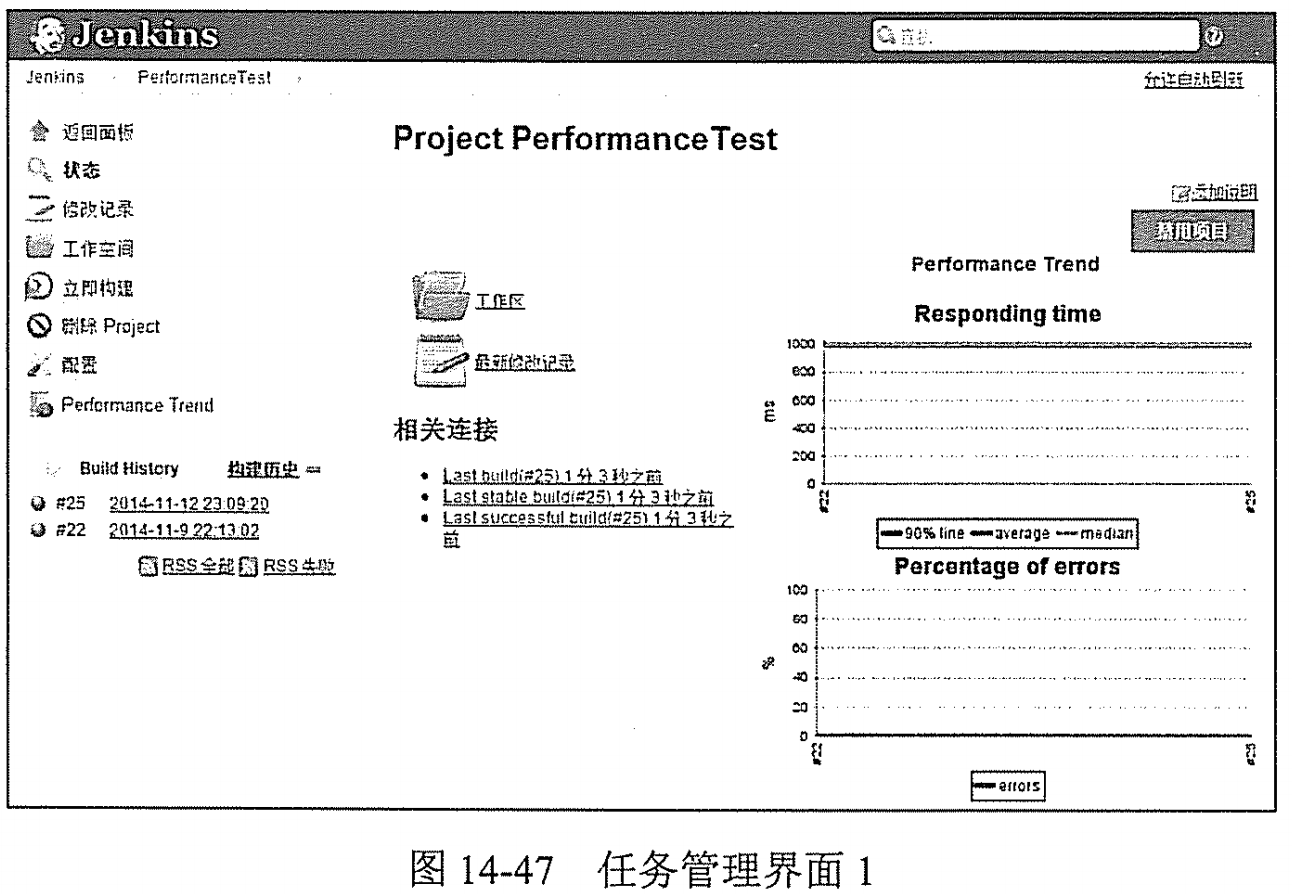 Jenkins
查找
Jenkins
PerformanceTest
允许自动刷新
返回面板
状态
修改记录
工作空间
立即构建
删除 Project
配置
Performance Trend
Build History
构建历史
#25 2014-11-12 23:09:20
#22 2014-11-9 22:13:02
RSS 全部 RSS 失败
Project PerformanceTest
工作区
最新修改记录
相关连接
Last build(#25),1 分 3 秒之前
Last stable build(#25),1 分 3 秒之前
Last successful build(#25),1 分 3 秒之
前
添加说明
禁用项目
Performance Trend
Responding time
1000
800
600
400
200
0
ms
#22
#25
90% line average median
Percentage of errors
100
80
60
40
20
0
%
#22
#25
errors
图 14-47 任务管理界面 1